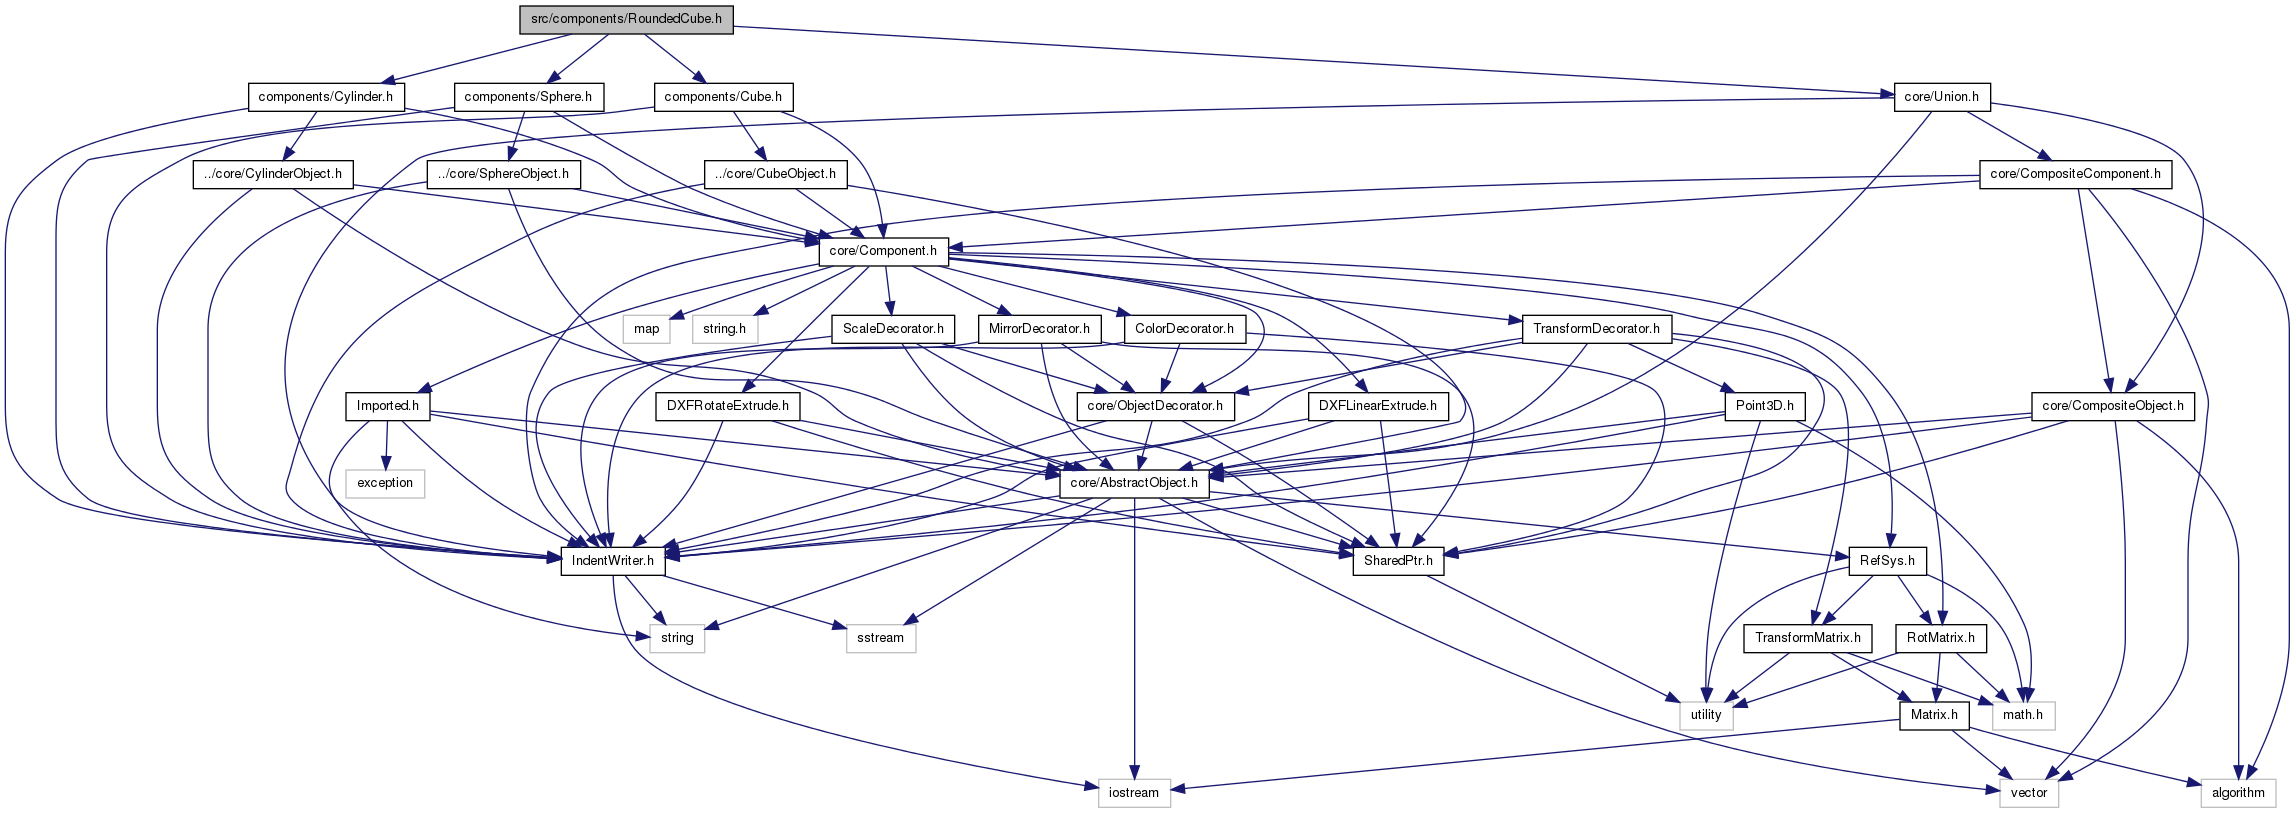 src/components/RoundedCube.h
components/Cylinder.h
components/Sphere.h
components/Cube.h
core/Union.h
../core/CylinderObject.h
../core/SphereObject.h
../core/CubeObject.h
core/CompositeComponent.h
core/Component.h
map
string.h
ScaleDecorator.h
MirrorDecorator.h
ColorDecorator.h
TransformDecorator.h
Imported.h
DXFRotateExtrude.h
core/ObjectDecorator.h
DXFLinearExtrude.h
Point3D.h
core/CompositeObject.h
exception
core/AbstractObject.h
IndentWriter.h
SharedPtr.h
RefSys.h
string
sstream
TransformMatrix.h
RotMatrix.h
utility
Matrix.h
math.h
iostream
vector
algorithm